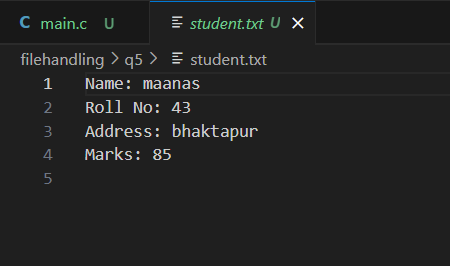 C main.c U
student.txt U ×
filehandling > q5 > student.txt
1 Name: maanas
2 Roll No: 43
3 Address: bhaktapur
4 Marks: 85
5